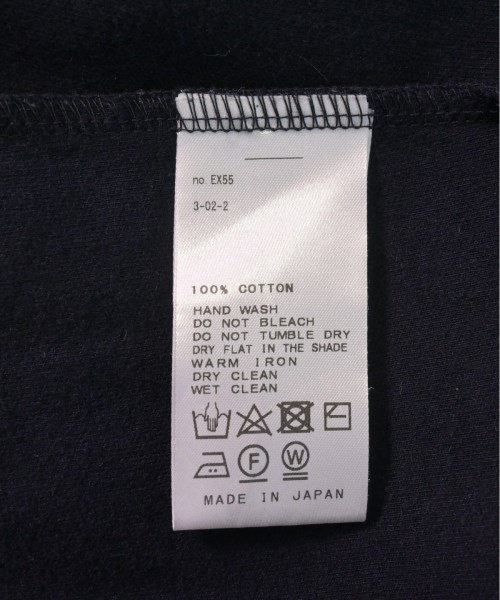 no. EX55
3-02-2
100% COTTON
HAND WASH
DO NOT BLEACH
DO NOT TUMBLE DRY
DRY FLAT IN THE SHADE
WARM IRON
DRY CLEAN
WET CLEAN
F W
MADE IN JAPAN